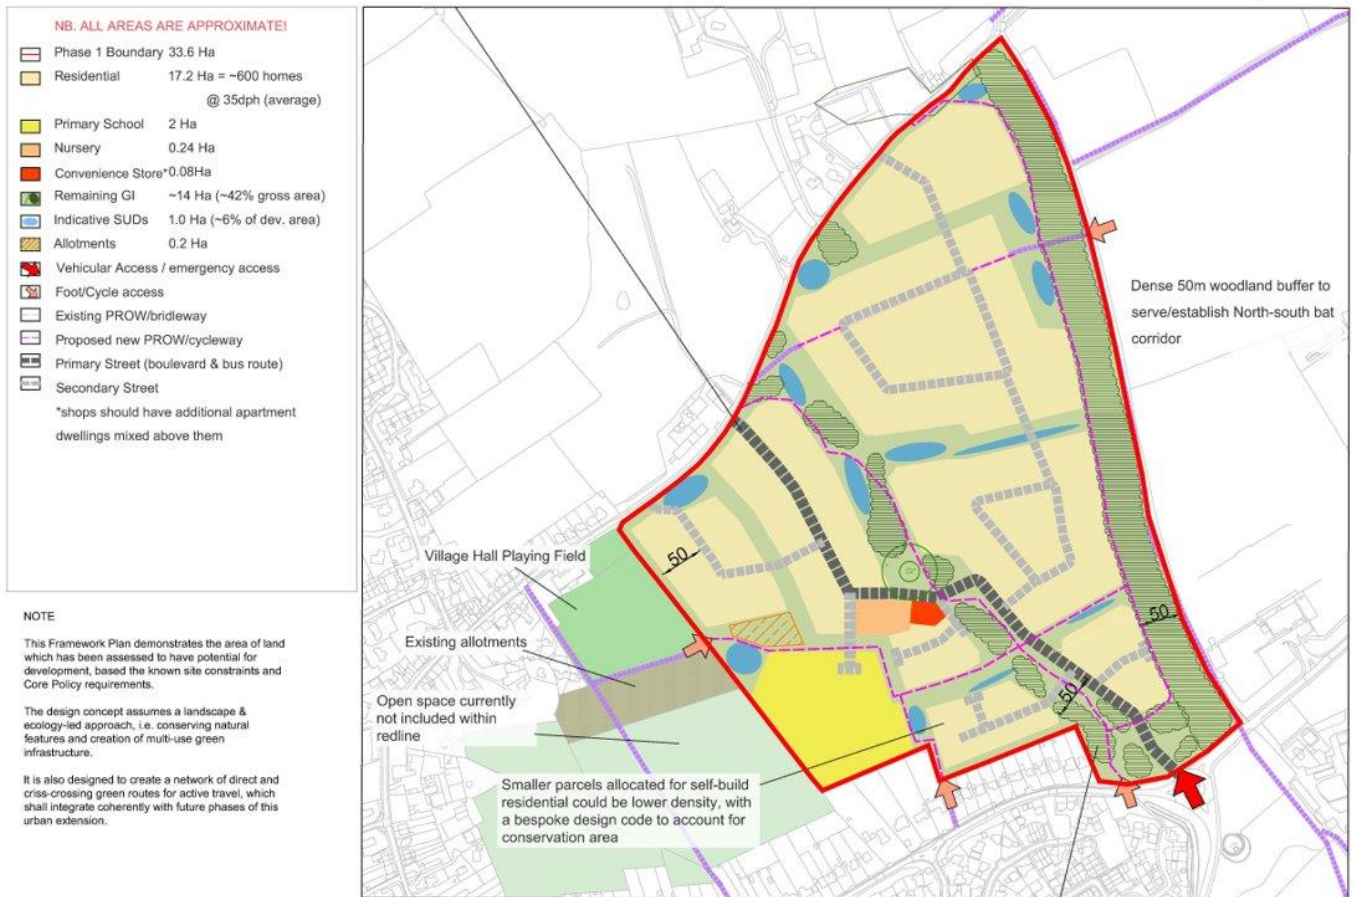 NB. ALL AREAS ARE APPROXIMATE!
Phase 1 Boundary 33.6 Ha
Residential 17.2 Ha = ~600 homes
@ 35dph (average)
Primary School 2 Ha
Nursery 0.24 Ha
Convenience Store* 0.08Ha
Remaining GI ~14 Ha (~42% gross area)
Indicative SUDs 1.0 Ha (~6% of dev. area)
Allotments 0.2 Ha
Vehicular Access / emergency access
Foot/Cycle access
Existing PROW/bridleway
Proposed new PROW/cycleway
Primary Street (boulevard & bus route)
Secondary Street
*shops should have additional apartment
dwellings mixed above them
NOTE
This Framework Plan demonstrates the area of land
which has been assessed to have potential for
development, based the known site constraints and
Core Policy requirements.
The design concept assumes a landscape &
ecology-led approach, i.e. conserving natural
features and creation of multi-use green
infrastructure.
It is also designed to create a network of direct and
criss-crossing green routes for active travel, which
shall integrate coherently with future phases of this
urban extension.
Dense 50m woodland buffer to
serve/establish North-south bat
corridor
Village Hall Playing Field
50
Existing allotments
50
Open space currently
not included within
redline
50
Smaller parcels allocated for self-build
residential could be lower density, with
a bespoke design code to account for
conservation area